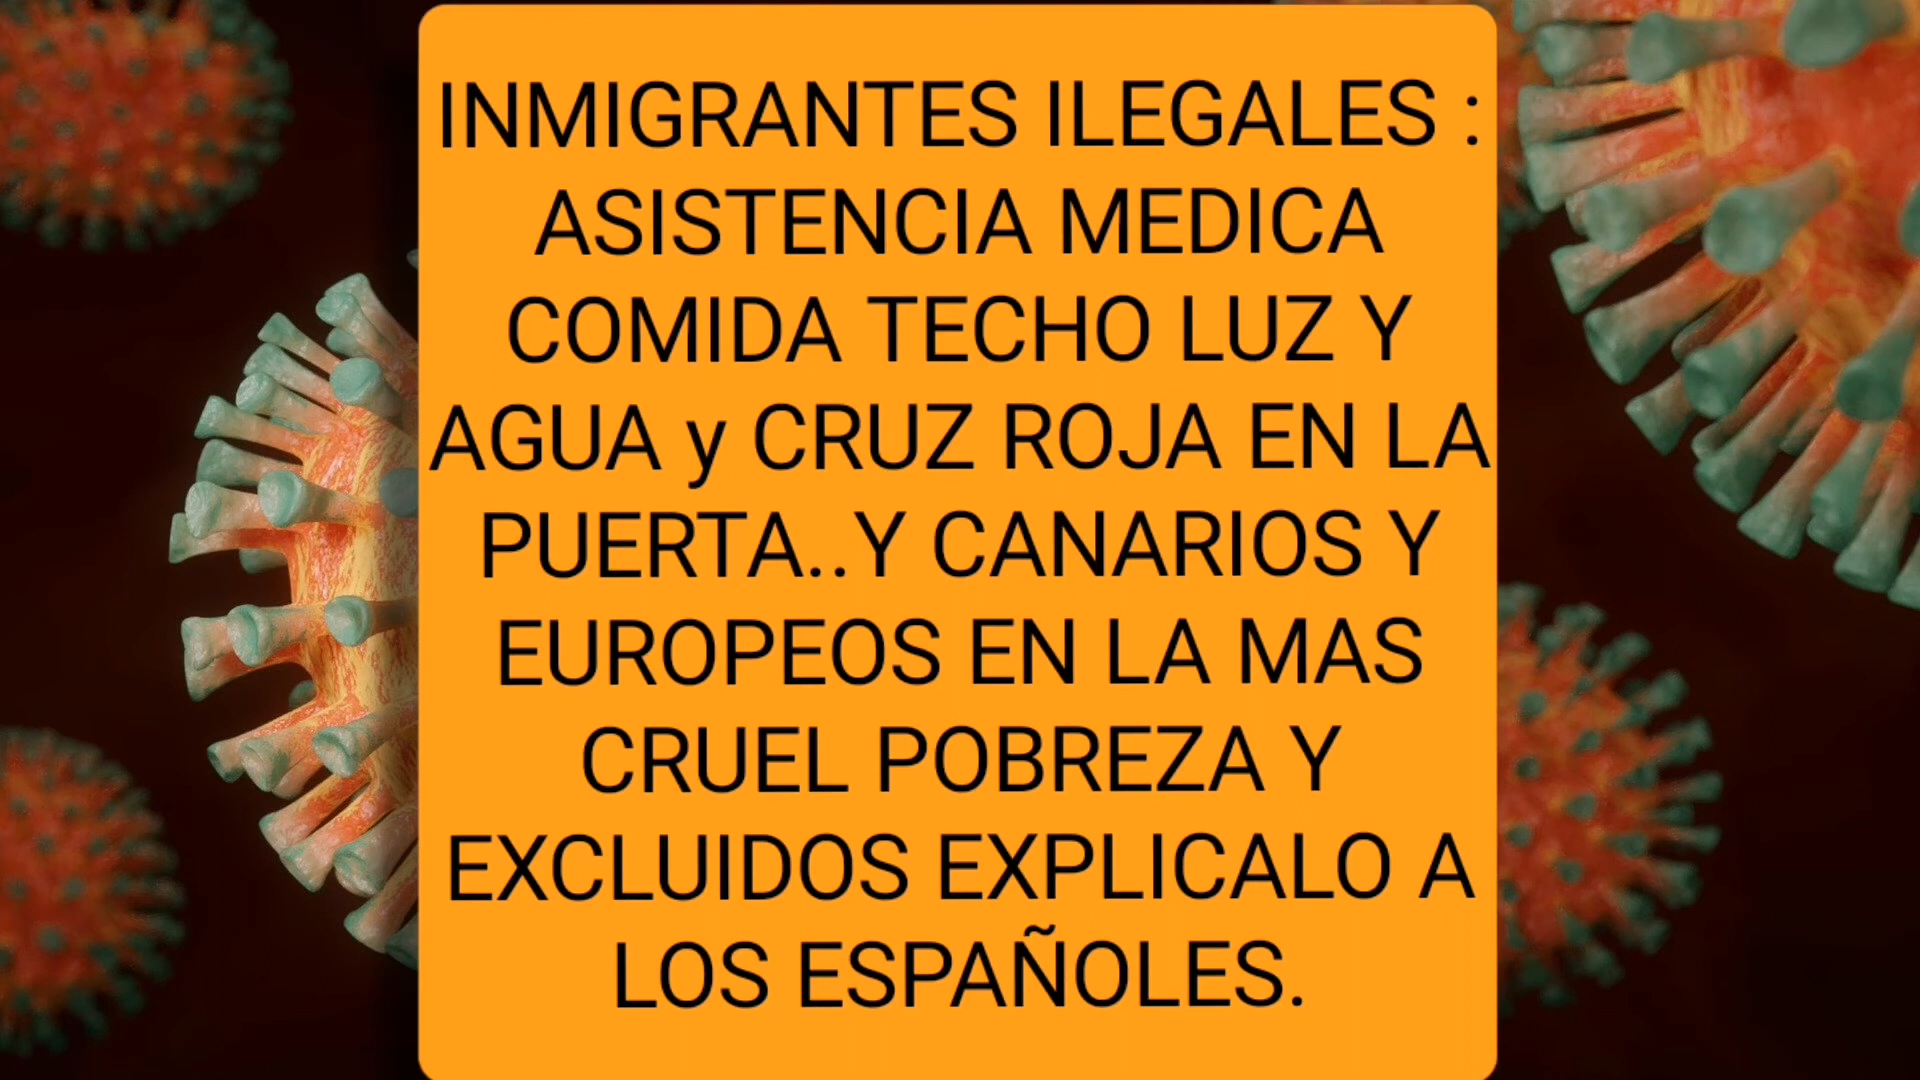 INMIGRANTES ILEGALES :
ASISTENCIA MEDICA
COMIDA TECHO LUZ Y
AGUA y CRUZ ROJA EN LA
PUERTA..Y CANARIOS Y
EUROPEOS EN LA MAS
CRUEL POBREZA Y
EXCLUIDOS EXPLICALO A
LOS ESPAÑOLES.